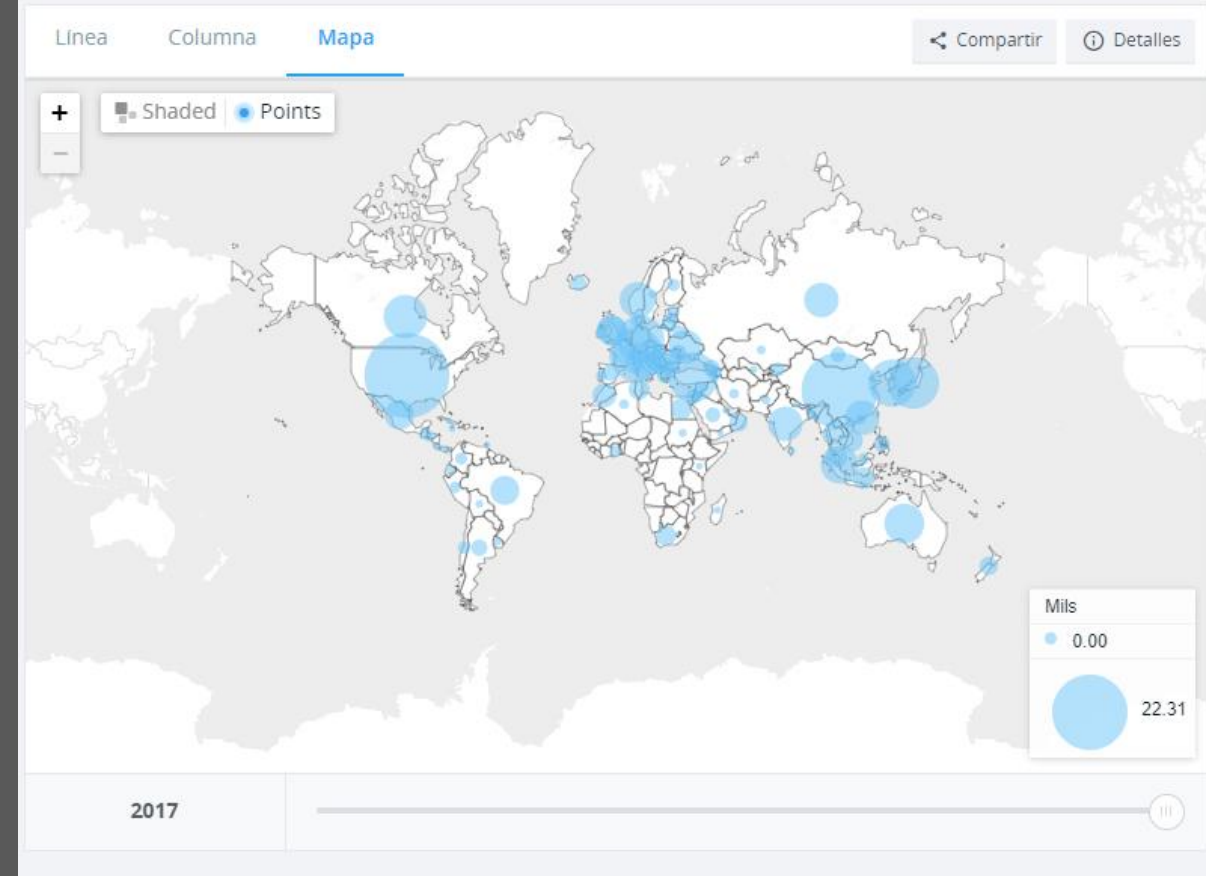 Línea Columna Mapa Compartir Detalles
+ Shaded Points
−
Mils
0.00
22.31
2017